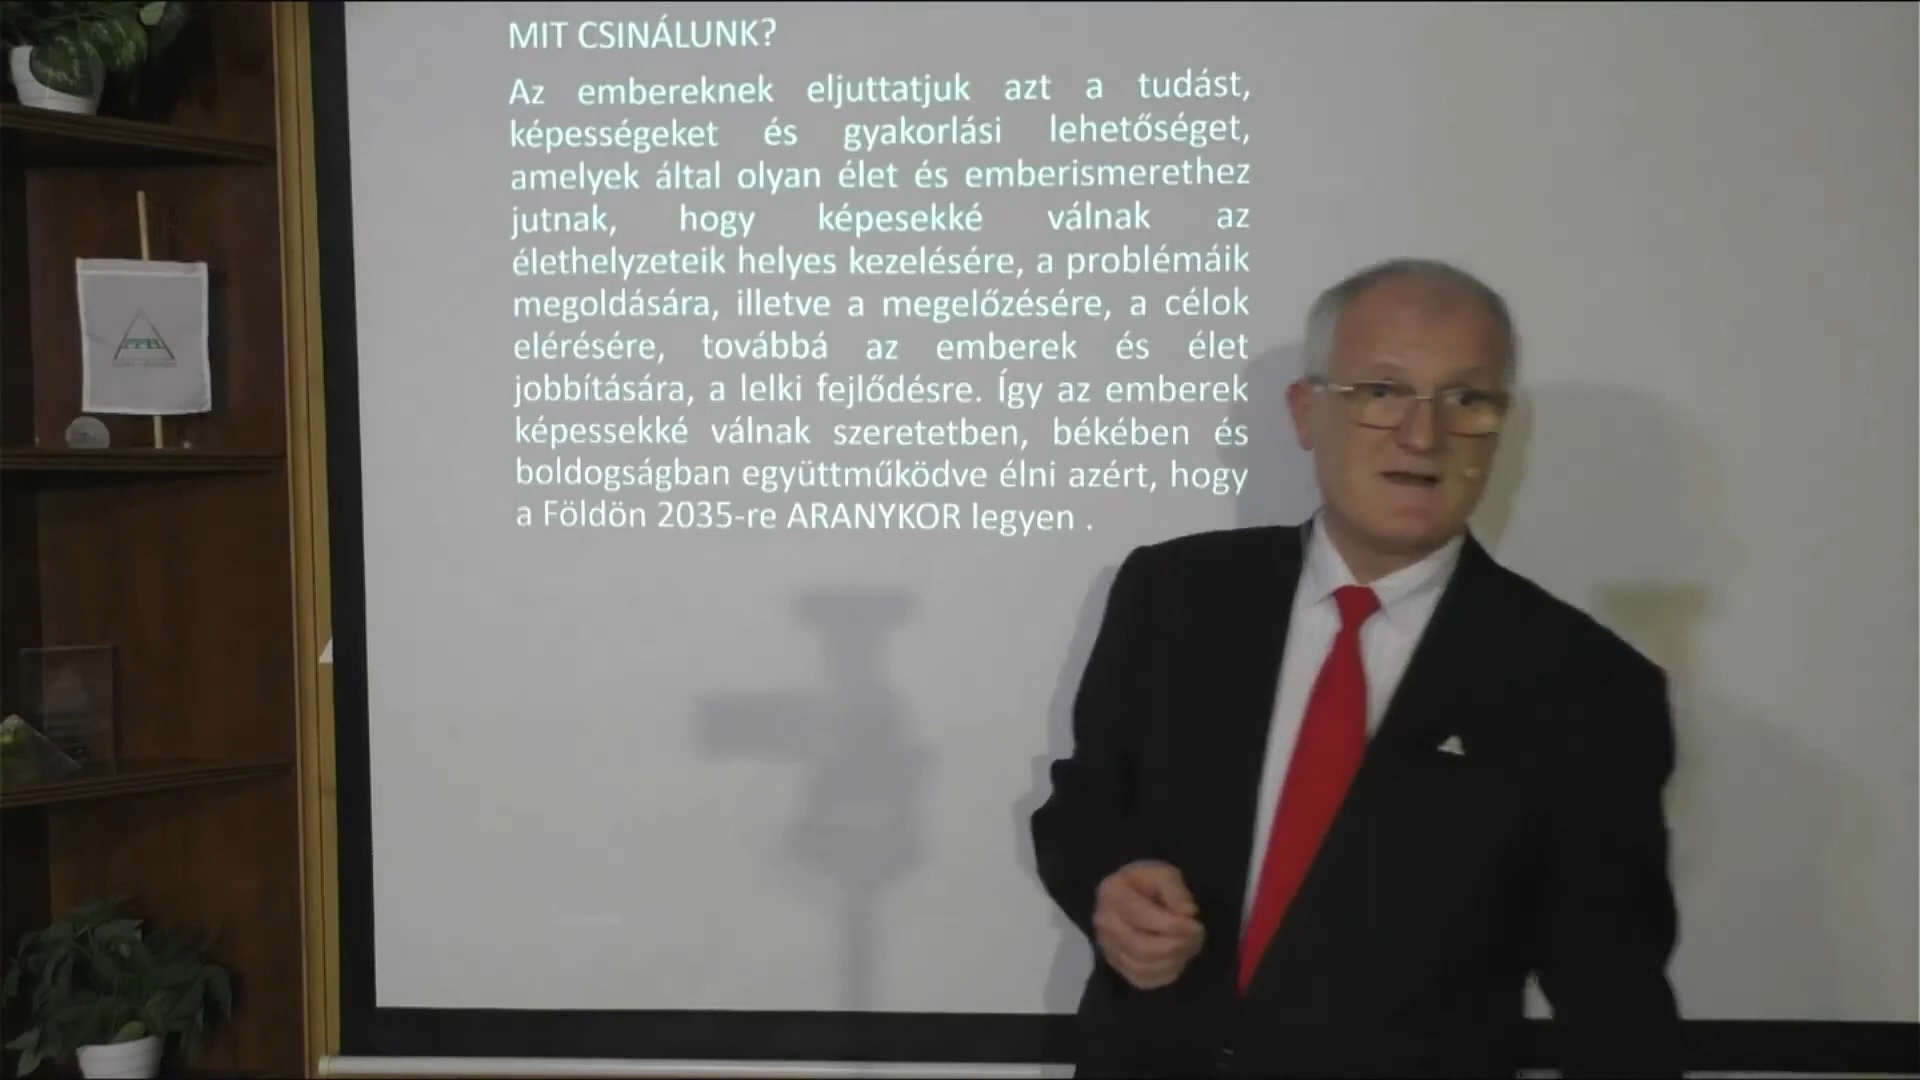 MIT CSINÁLUNK?
Az embereknek eljuttatjuk azt a tudást,
képességeket és gyakorlási lehetőséget,
amelyek által olyan élet és emberismerethez
jutnak, hogy képesekké válnak az
élethelyzeteik helyes kezelésére, a problémáik
megoldására, illetve a megelőzésére, a célok
elérésére, továbbá az emberek és élet
jobbítására, a lelki fejlődésre. Így az emberek
képessekké válnak szeretetben, békében és
boldogságban együttműködve élni azért, hogy
a Földön 2035-re ARANYKOR legyen .